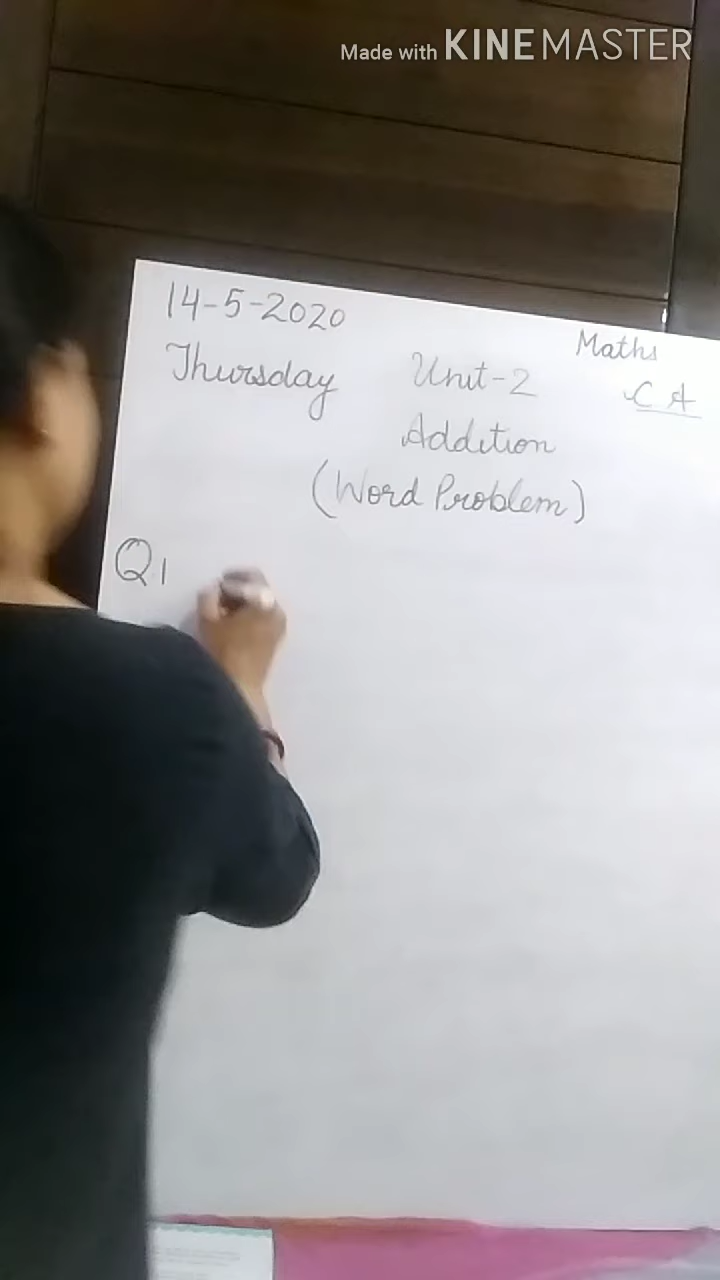 Made with KINEMASTER
14-5-2020
Maths
Thursday Unit-2 CA
Addition
(Word Problem)
Q1